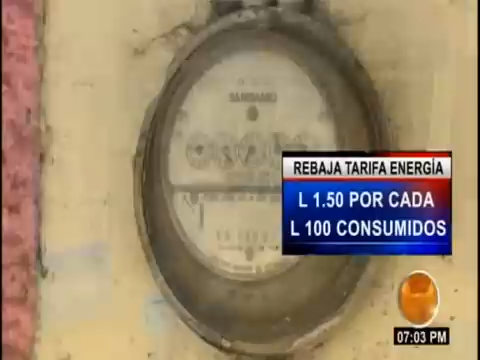 REBAJA TARIFA ENERGÍA
L 1.50 POR CADA
L 100 CONSUMIDOS
07:03 PM